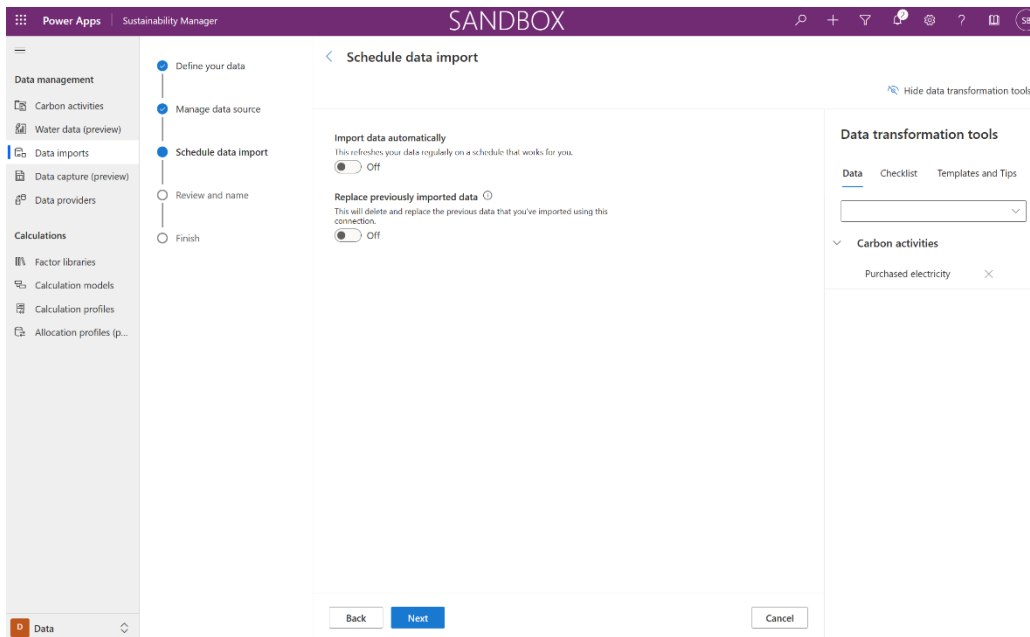 Power Apps
Sustainability Manager
SANDBOX
2
Data management
Carbon activities
Water data (preview)
Data imports
Data capture (preview)
Data providers
Calculations
Factor libraries
Calculation models
Calculation profiles
Allocation profiles (p...
D Data
Define your data
Manage data source
Schedule data import
Review and name
Finish
Schedule data import
Hide data transformation tools
Import data automatically
This refreshes your data regularly on a schedule that works for you.
Off
Replace previously imported data
This will delete and replace the previous data that you've imported using this
connection.
Off
Data transformation tools
Data Checklist Templates and Tips
Carbon activities
Purchased electricity
Back
Next
Cancel